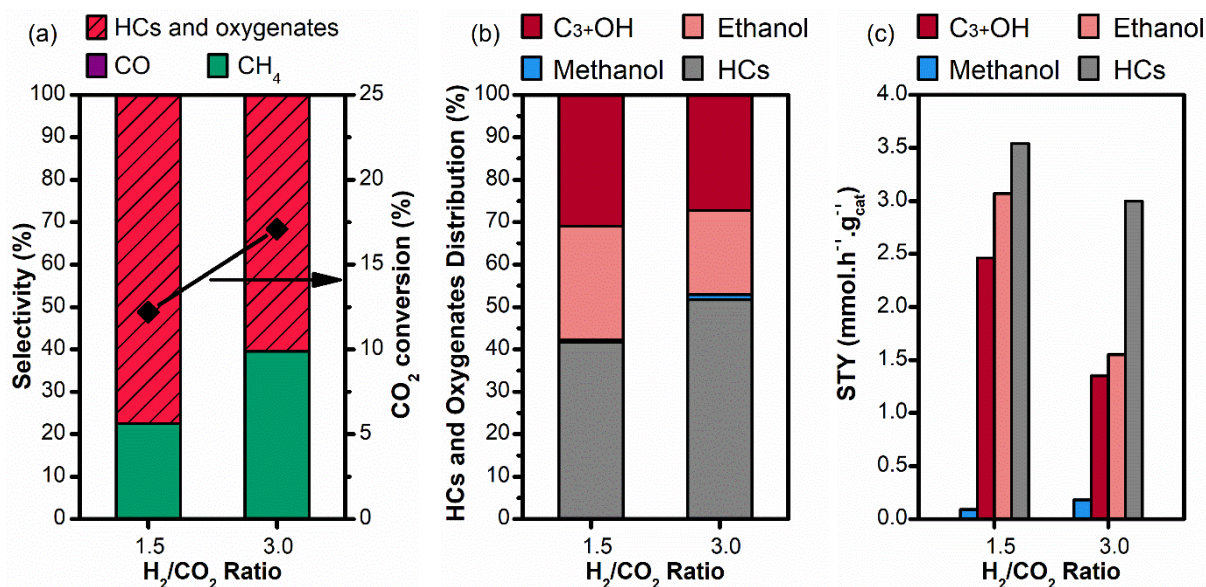 (a)
HCs and oxygenates
CO
CH₄
Selectivity (%)
100
90
80
70
60
50
40
30
20
10
0
25
20
15
10
5
0
CO₂ conversion (%)
1.5
3.0
H₂/CO₂ Ratio
(b)
C₃₊OH
Ethanol
Methanol
HCs
HCs and Oxygenates Distribution (%)
100
90
80
70
60
50
40
30
20
10
0
1.5
3.0
H₂/CO₂ Ratio
(c)
C₃₊OH
Ethanol
Methanol
HCs
STY (mmol.h⁻¹.g⁻¹cat)
4.0
3.5
3.0
2.5
2.0
1.5
1.0
0.5
0.0
1.5
3.0
H₂/CO₂ Ratio